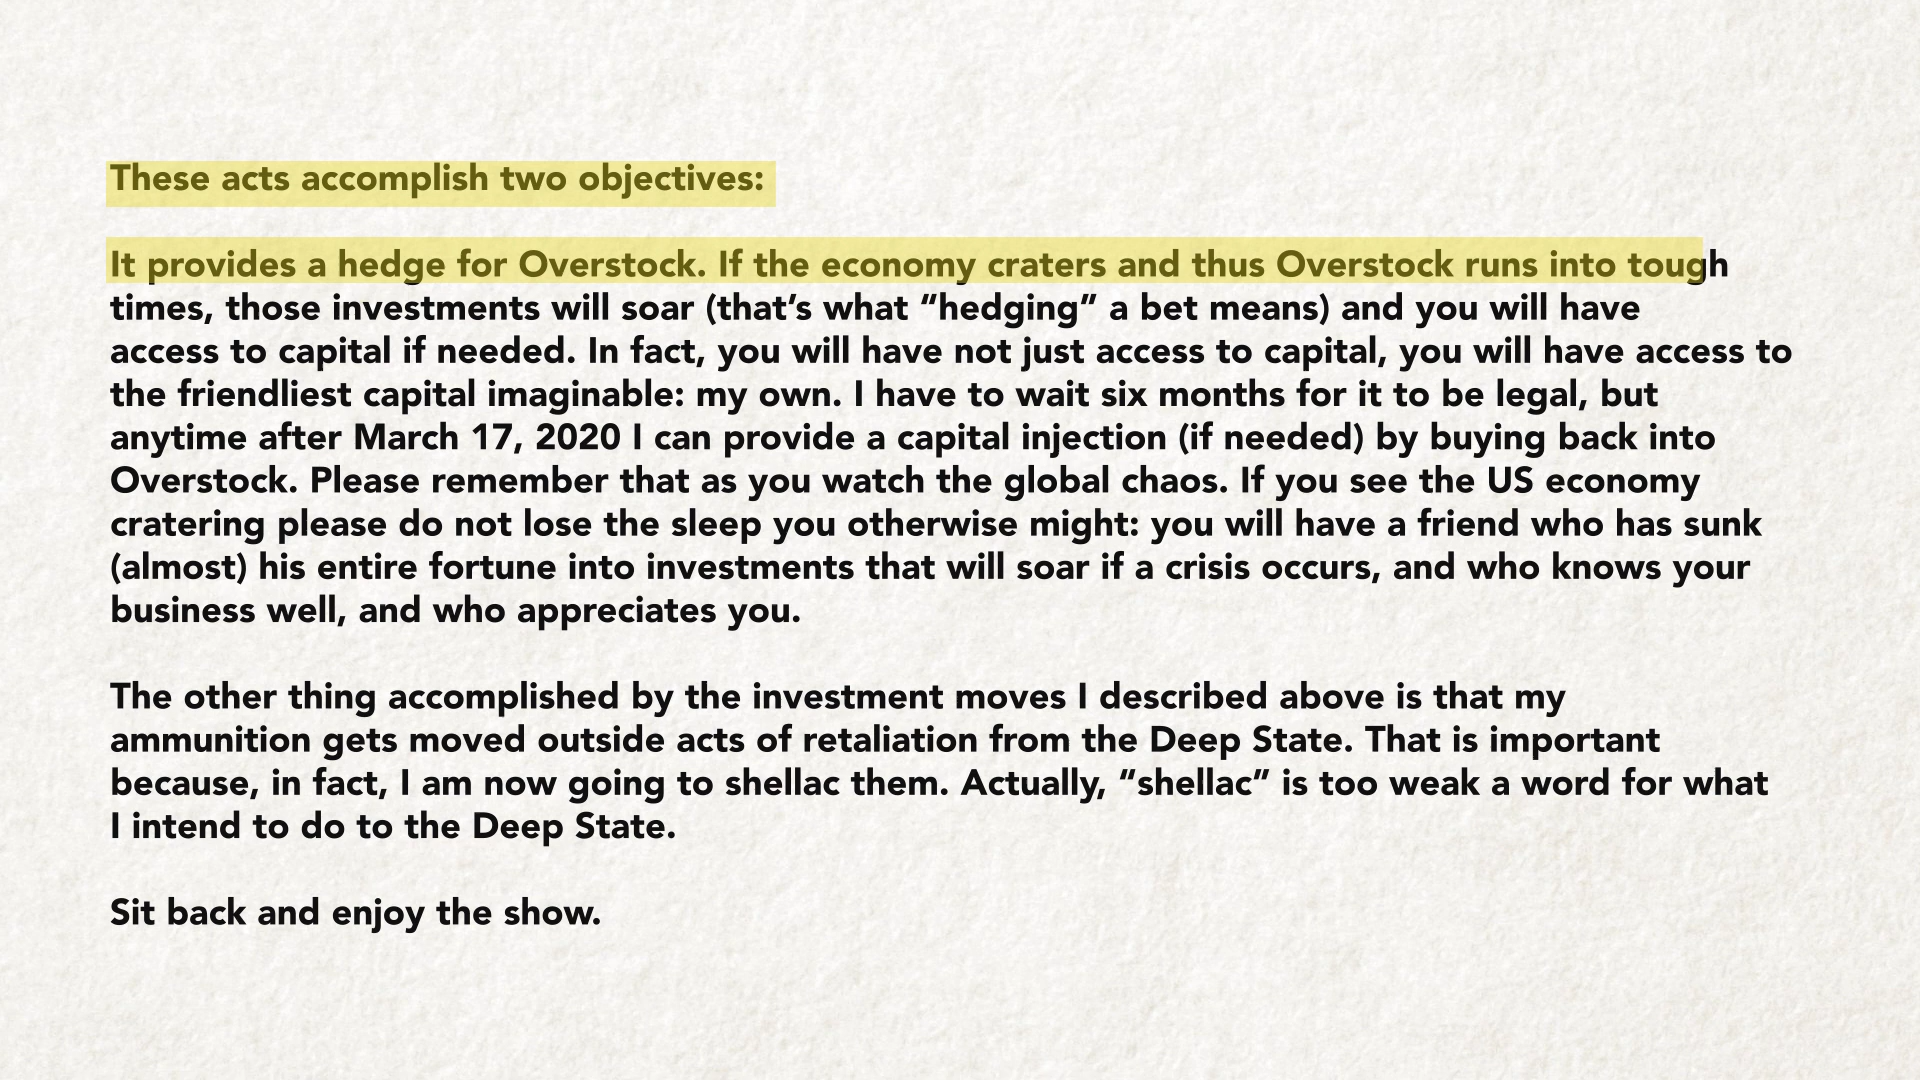 These acts accomplish two objectives:
It provides a hedge for Overstock. If the economy craters and thus Overstock runs into tough
times, those investments will soar (that’s what “hedging” a bet means) and you will have
access to capital if needed. In fact, you will have not just access to capital, you will have access to
the friendliest capital imaginable: my own. I have to wait six months for it to be legal, but
anytime after March 17, 2020 I can provide a capital injection (if needed) by buying back into
Overstock. Please remember that as you watch the global chaos. If you see the US economy
cratering please do not lose the sleep you otherwise might: you will have a friend who has sunk
(almost) his entire fortune into investments that will soar if a crisis occurs, and who knows your
business well, and who appreciates you.
The other thing accomplished by the investment moves I described above is that my
ammunition gets moved outside acts of retaliation from the Deep State. That is important
because, in fact, I am now going to shellac them. Actually, “shellac” is too weak a word for what
I intend to do to the Deep State.
Sit back and enjoy the show.